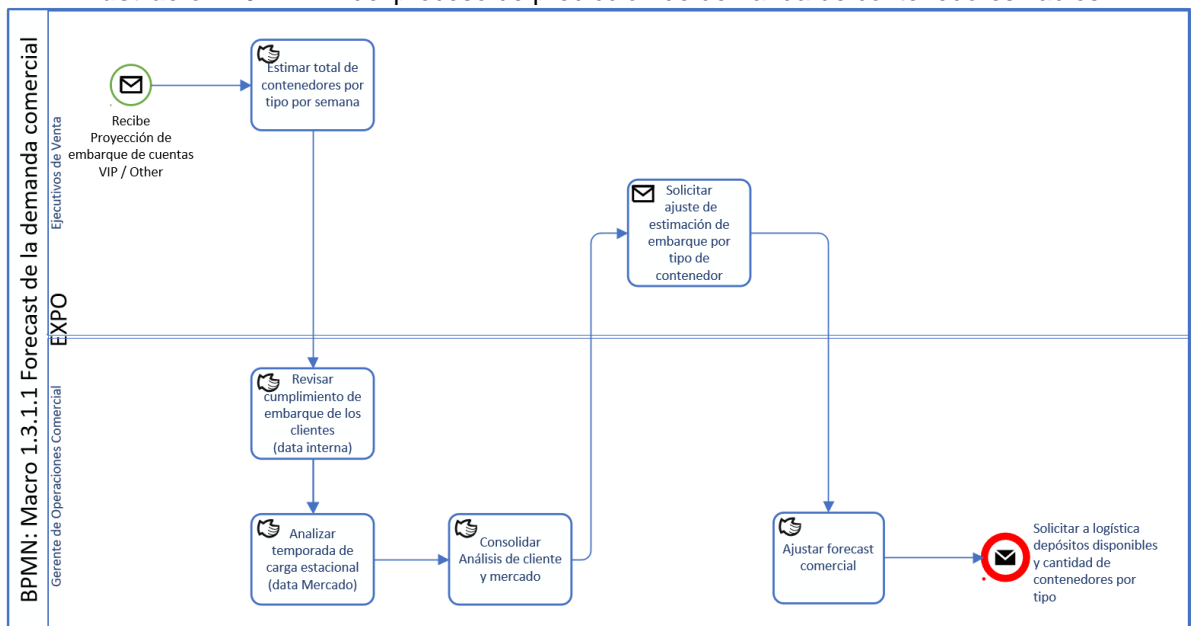 BPMN: Macro 1.3.1.1 Forecast de la demanda comercial
EXPO
Ejecutivos de Venta
Recibe
Proyección de
embarque de cuentas
VIP / Other
Estimar total de
contenedores por
tipo por semana
Solicitar
ajuste de
estimación de
embarque por
tipo de
contenedor
Gerente de Operaciones Comercial
Revisar
cumplimiento de
embarque de los
clientes
(data interna)
Analizar
temporada de
carga estacional
(data Mercado)
Consolidar
Análisis de cliente
y mercado
Ajustar forecast
comercial
Solicitar a logística
depósitos disponibles
y cantidad de
contenedores por
tipo